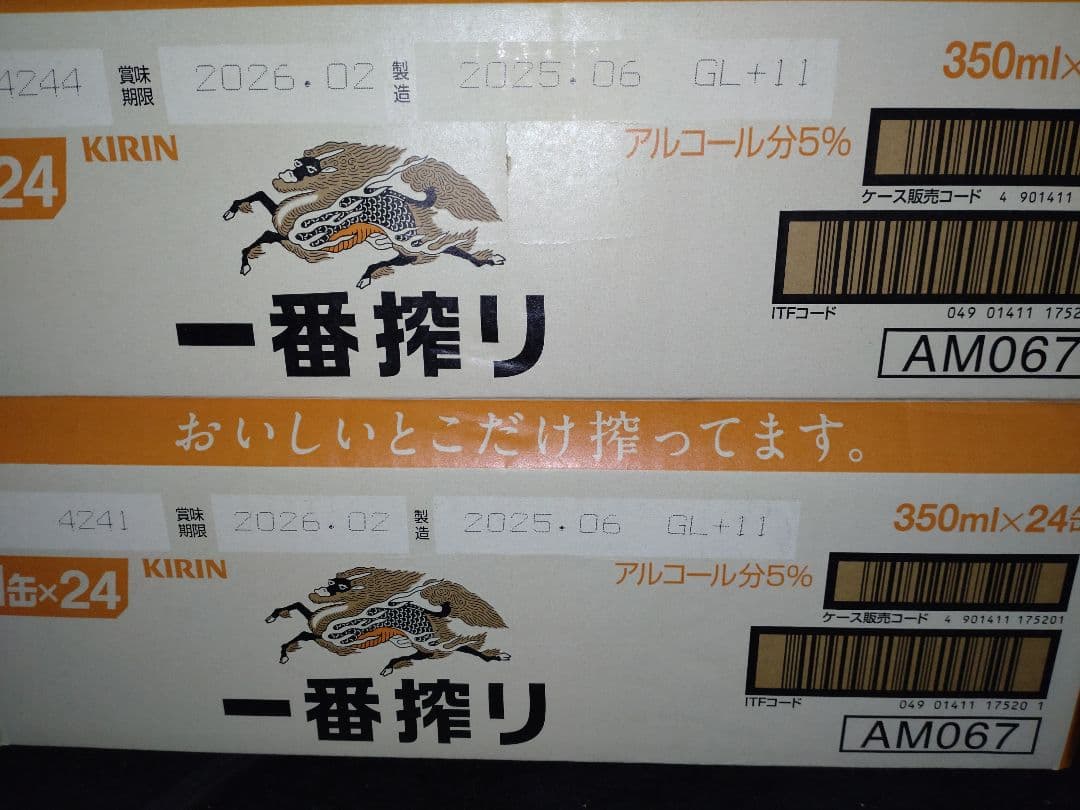 4244 賞味期限 2026.02 製造 2025.06 GL+11
350ml×
24
KIRIN
アルコール分5%
ケース販売コード 4 901411
ITFコード 049 01411 1752
一番搾り
AM067
おいしいとこだけ搾ってます。
4241 賞味期限 2026.02 製造 2025.06 GL+11
350ml×24缶
缶×24
KIRIN
アルコール分5%
ケース販売コード 4 901411 175201
ITFコード 049 01411 17520 1
一番搾り
AM067